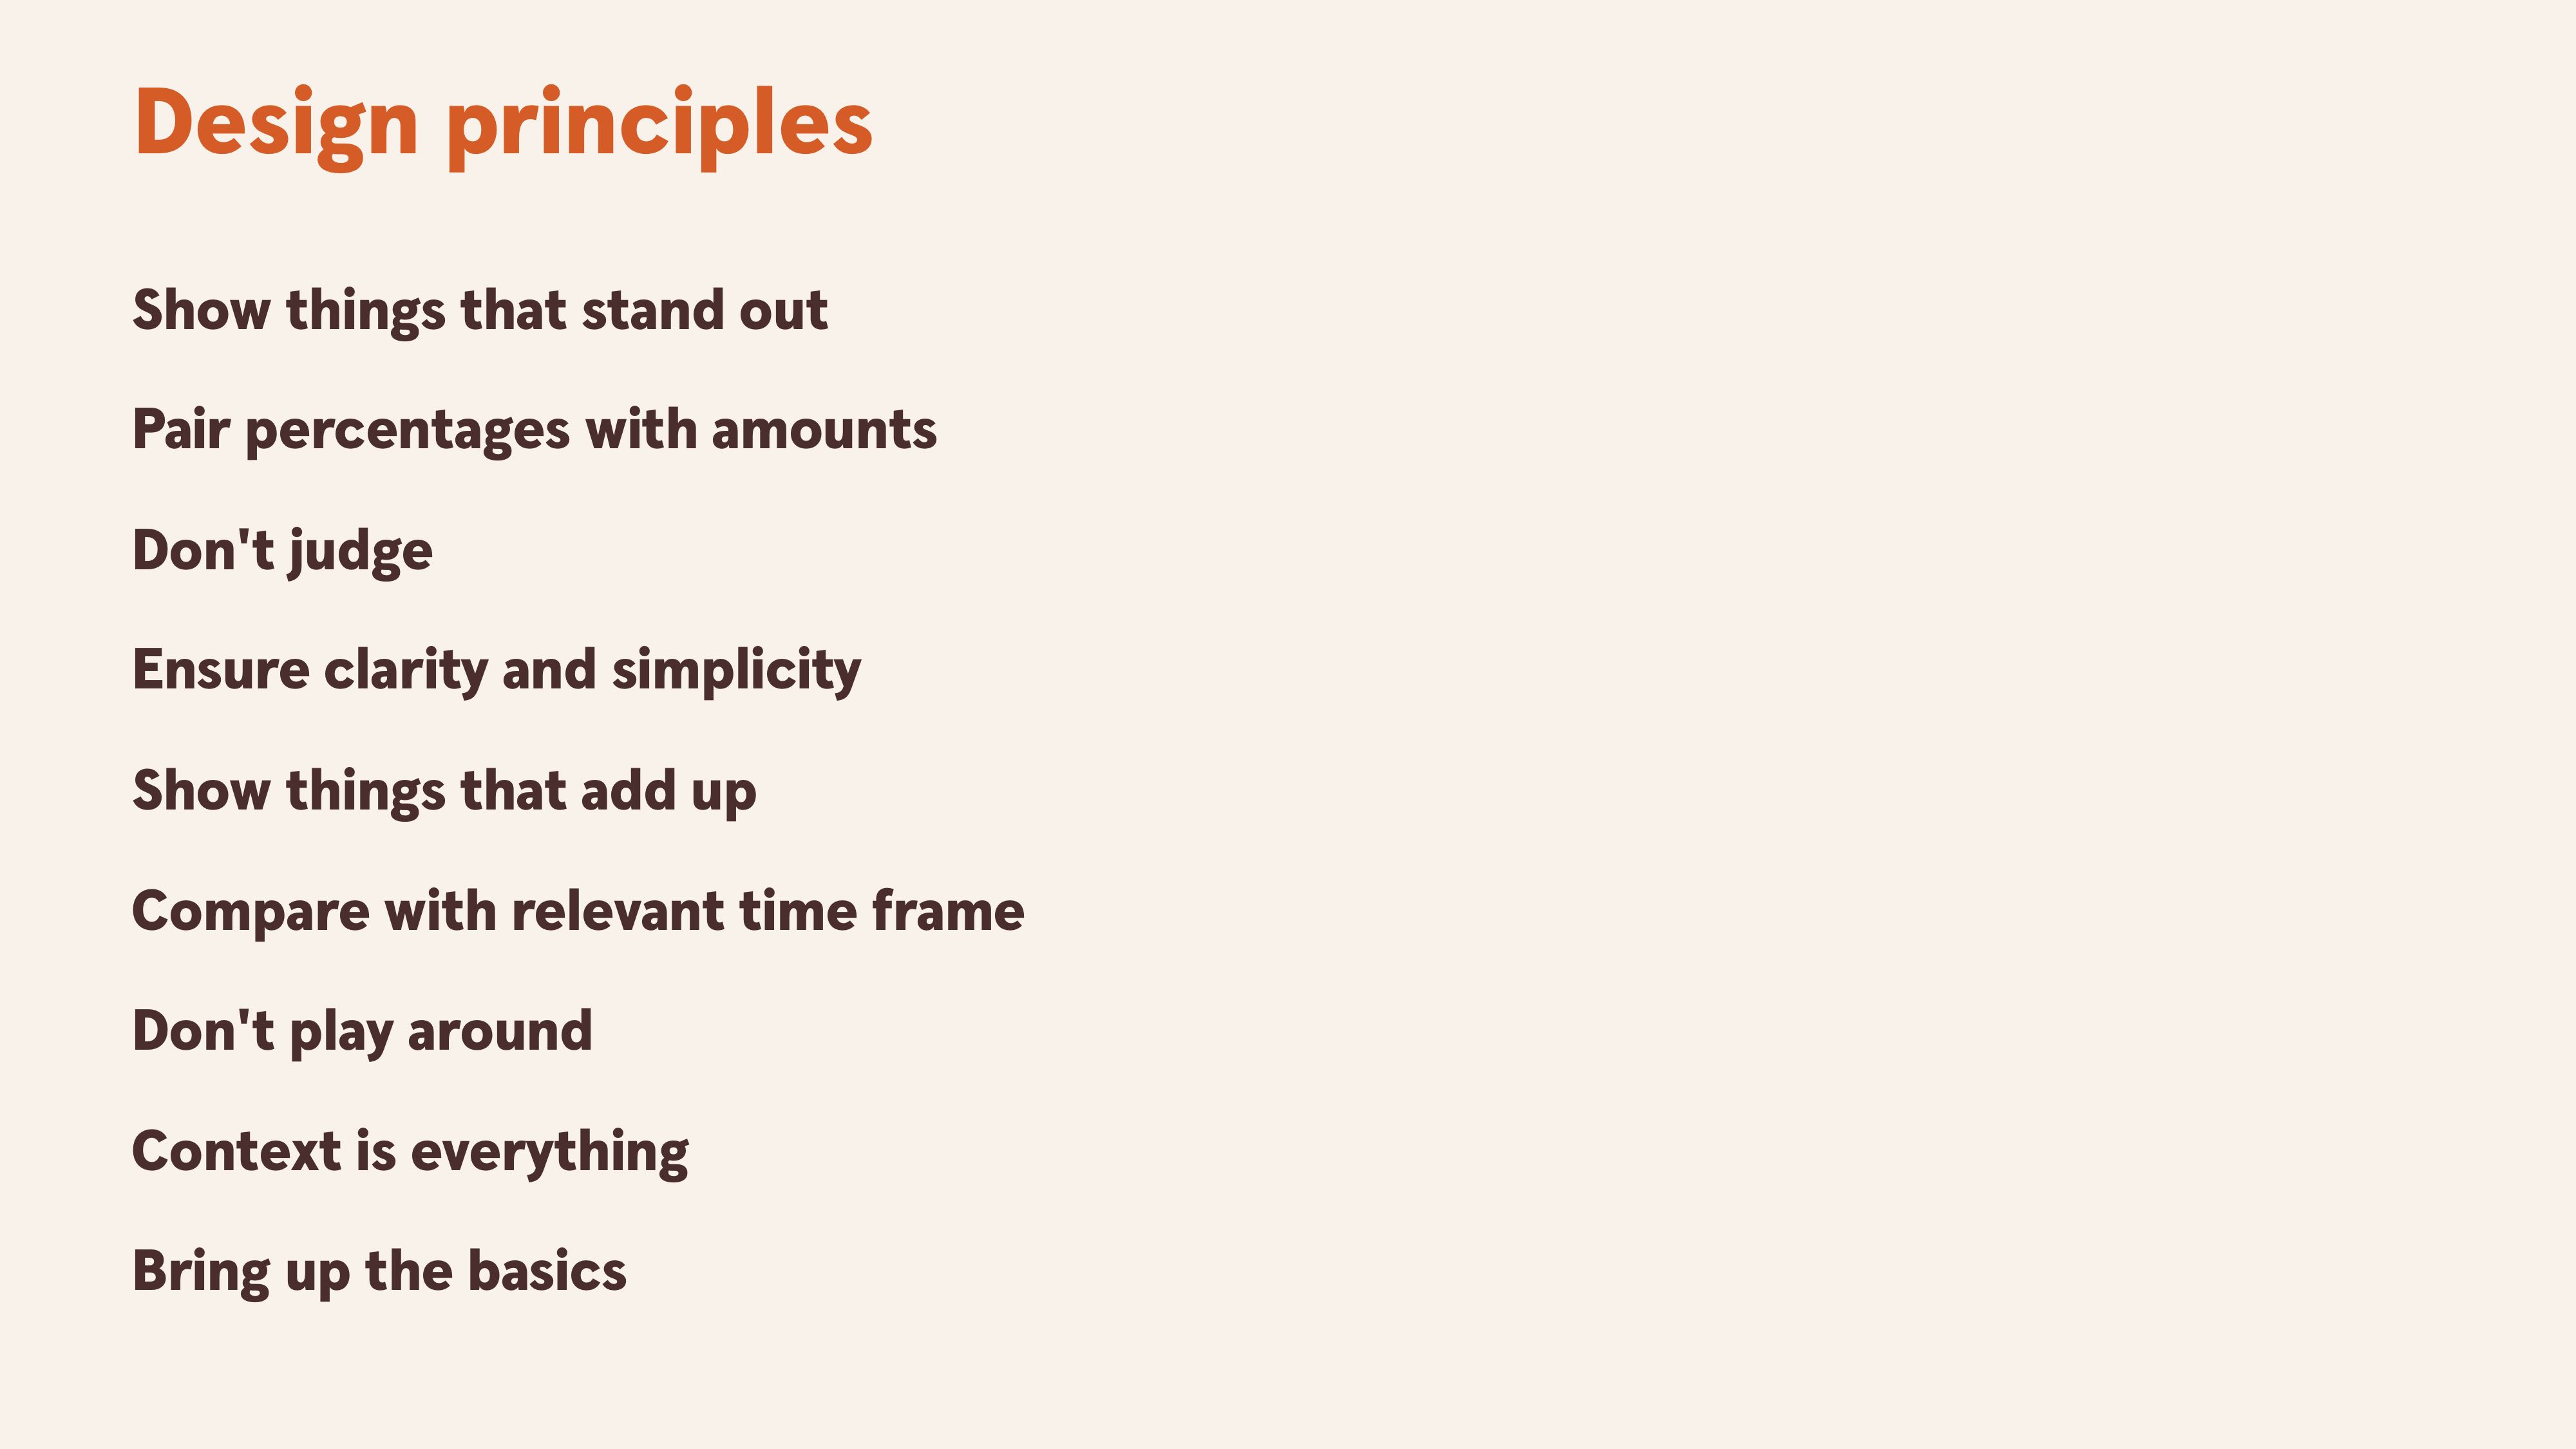 Design principles
Show things that stand out
Pair percentages with amounts
Don't judge
Ensure clarity and simplicity
Show things that add up
Compare with relevant time frame
Don't play around
Context is everything
Bring up the basics